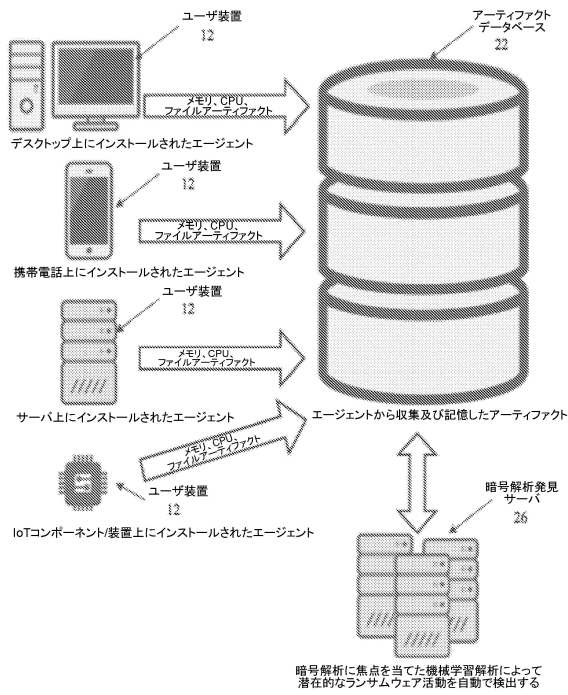 ユーザ装置
12
アーティファクト
データベース
22
メモリ、CPU、
ファイルアーティファクト
デスクトップ上にインストールされたエージェント
ユーザ装置
12
メモリ、CPU、
ファイルアーティファクト
携帯電話上にインストールされたエージェント
ユーザ装置
12
メモリ、CPU、
ファイルアーティファクト
サーバ上にインストールされたエージェント
エージェントから収集及び記憶したアーティファクト
メモリ、CPU、
ファイルアーティファクト
ユーザ装置
12
IoTコンポーネント/装置上にインストールされたエージェント
暗号解析発見
サーバ
26
暗号解析に焦点を当てた機械学習解析によって
潜在的なランサムウェア活動を自動で検出する